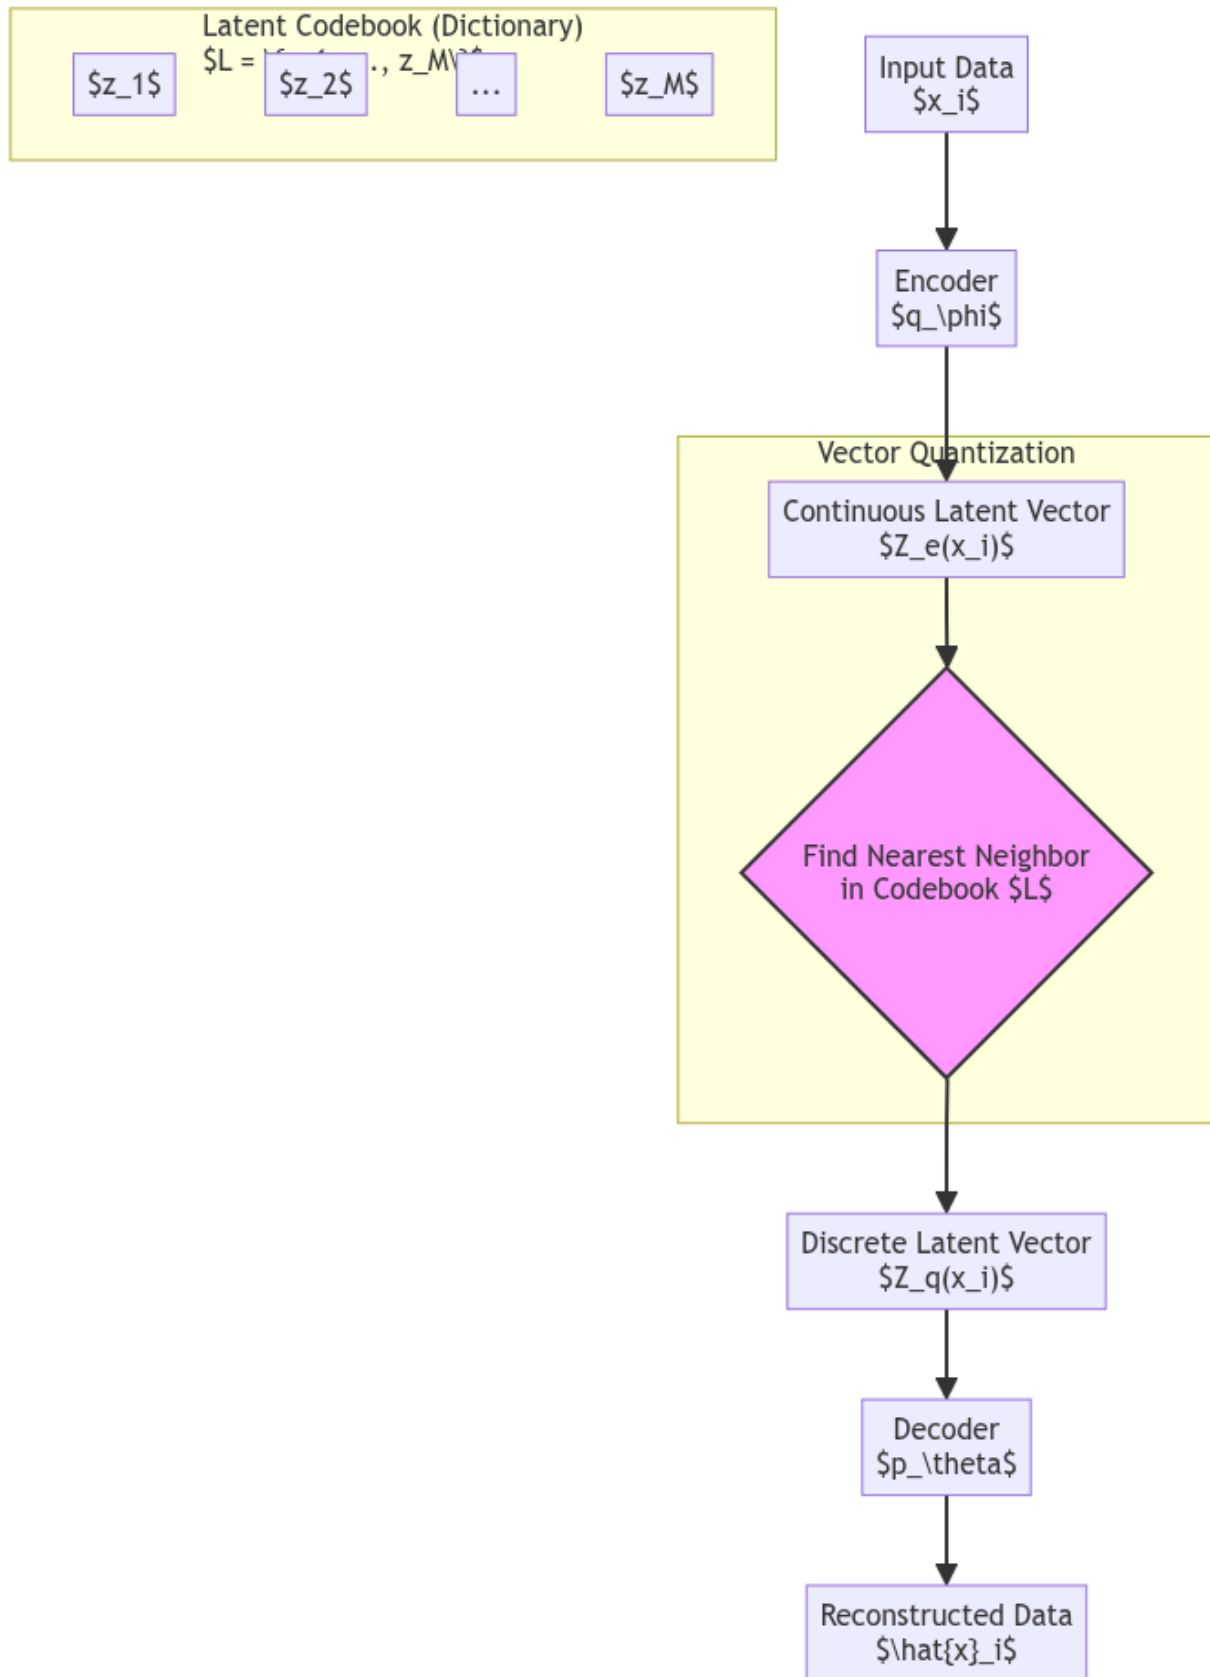 Latent Codebook (Dictionary)
$L = ., z_M\}$
$z_1$
$z_2$
...
$z_M$
Input Data
$x_i$
Encoder
$q_\phi$
Vector Quantization
Continuous Latent Vector
$Z_e(x_i)$
Find Nearest Neighbor
in Codebook $L$
Discrete Latent Vector
$Z_q(x_i)$
Decoder
$p_\theta$
Reconstructed Data
$\hat{x}_i$